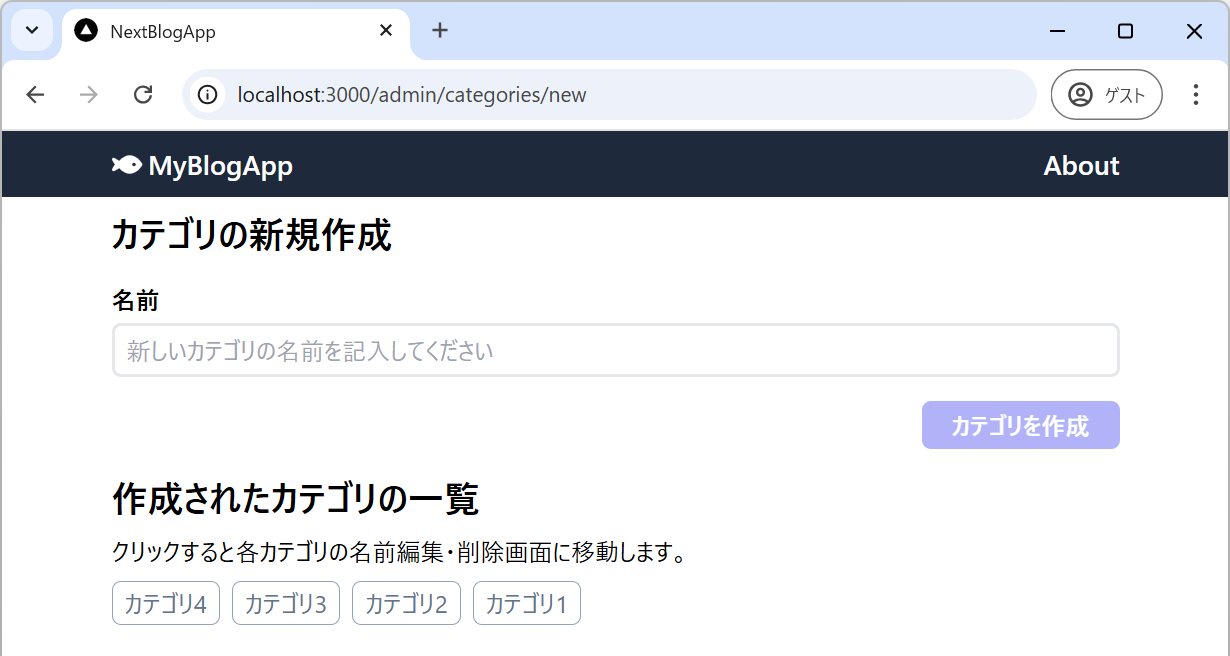 NextBlogApp
localhost:3000/admin/categories/new
ゲスト
MyBlogApp
About
カテゴリの新規作成
名前
新しいカテゴリの名前を記入してください
カテゴリを作成
作成されたカテゴリの一覧
クリックすると各カテゴリの名前編集・削除画面に移動します。
カテゴリ4 カテゴリ3 カテゴリ2 カテゴリ1